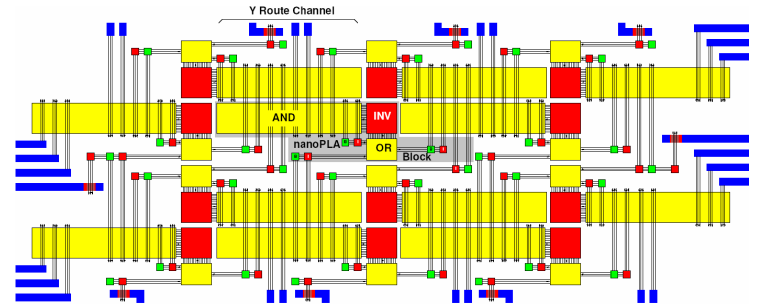 Y Route Channel
AND
INV
nanoPLA
OR
Block